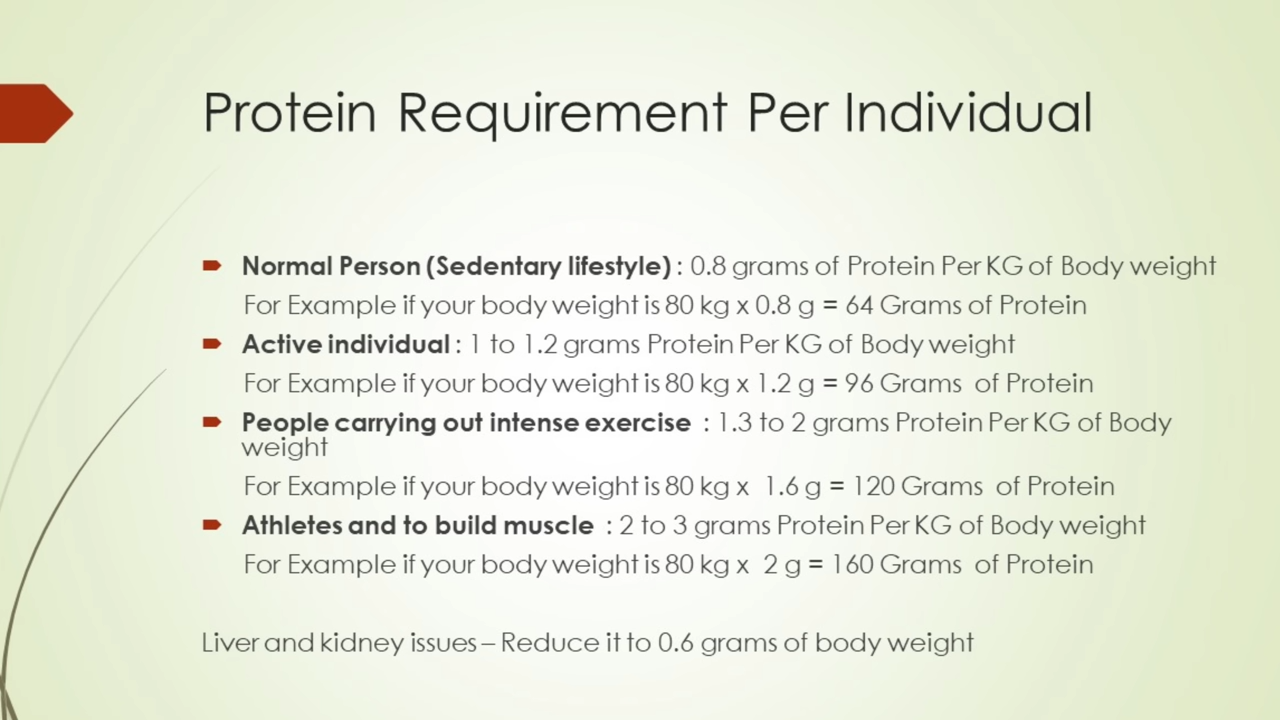 Protein Requirement Per Individual
Normal Person (Sedentary lifestyle) : 0.8 grams of Protein Per KG of Body weight
For Example if your body weight is 80 kg x 0.8 g = 64 Grams of Protein
Active individual : 1 to 1.2 grams Protein Per KG of Body weight
For Example if your body weight is 80 kg x 1.2 g = 96 Grams of Protein
People carrying out intense exercise : 1.3 to 2 grams Protein Per KG of Body
weight
For Example if your body weight is 80 kg x 1.6 g = 120 Grams of Protein
Athletes and to build muscle : 2 to 3 grams Protein Per KG of Body weight
For Example if your body weight is 80 kg x 2 g = 160 Grams of Protein
Liver and kidney issues – Reduce it to 0.6 grams of body weight